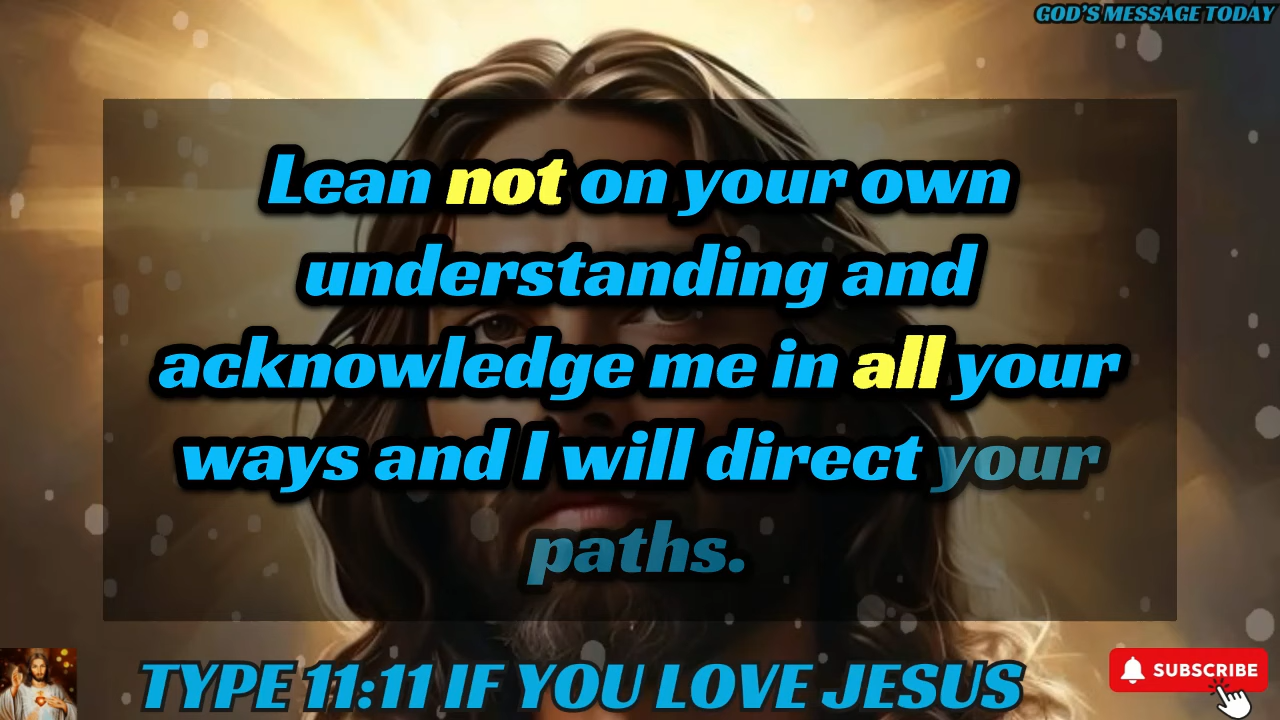 GOD'S MESSAGE TODAY
Lean not on your own
understanding and
acknowledge me in all your
ways and I will direct your
paths.
TYPE 11:11 IF YOU LOVE JESUS
SUBSCRIBE